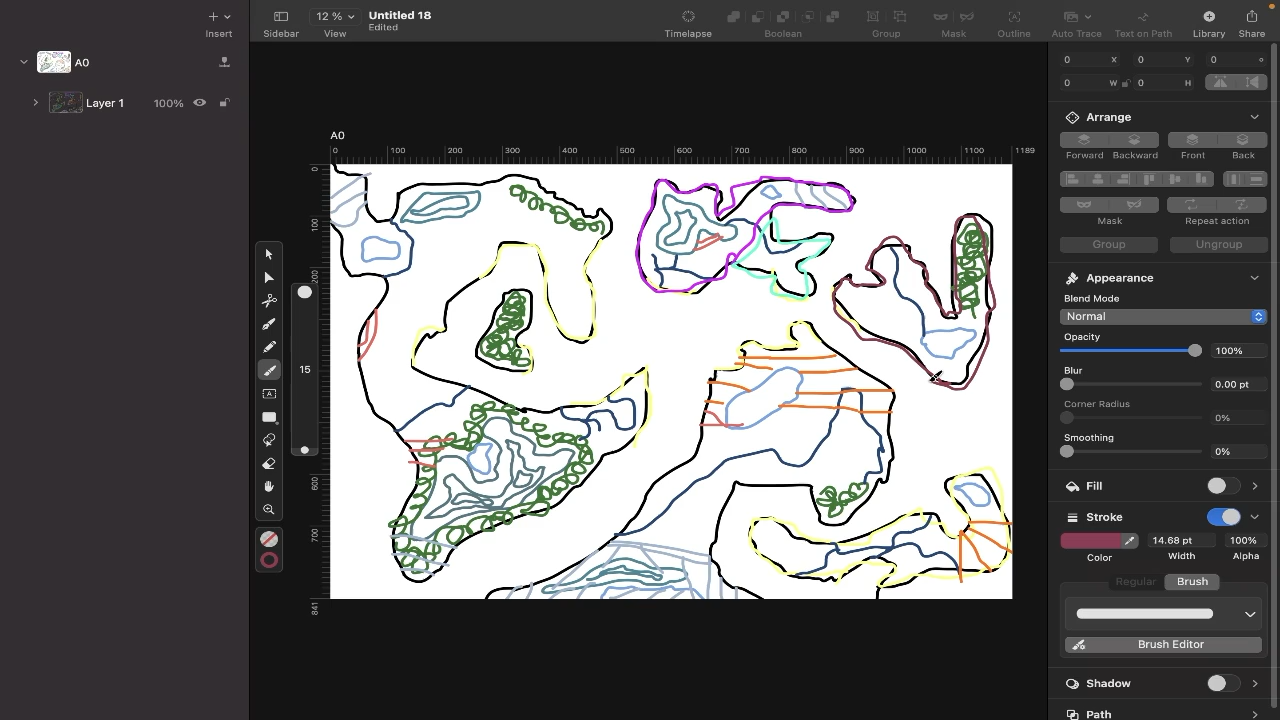 Insert
A0
Layer 1 100%
Sidebar
12 %
View
Untitled 18
Edited
Timelapse
Boolean
Group
Mask
Outline
Auto Trace
Text on Path
Library
Share
A0
0 100 200 300 400 500 600 700 800 900 1000 1100 1189
0
100
200
300
600
700
841
15
0 X 0 Y 0 °
0 W 0 H
Arrange
Forward Backward Front Back
Mask Repeat action
Group Ungroup
Appearance
Blend Mode
Normal
Opacity
100%
Blur
0.00 pt
Corner Radius
0%
Smoothing
0%
Fill
Stroke
14.68 pt 100%
Color Width Alpha
Regular Brush
Brush Editor
Shadow
Path